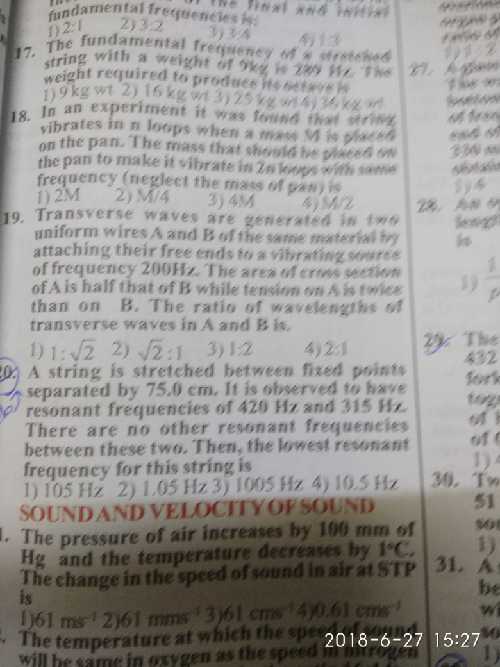 the final and initial
fundamental frequencies is:
1) 2:1 2) 3:2 3) 3:4 4) 1:3
17. The fundamental frequency of a stretched
string with a weight of 9kg is 289 Hz. The
weight required to produce its octave is
1) 9 kg wt 2) 16 kg wt 3) 25 kg wt 4) 36 kg wt
18. In an experiment it was found that string
vibrates in n loops when a mass M is placed
on the pan. The mass that should be placed on
the pan to make it vibrate in 2n loops with same
frequency (neglect the mass of pan) is
1) 2M 2) M/4 3) 4M 4) M/2
19. Transverse waves are generated in two
uniform wires A and B of the same material by
attaching their free ends to a vibrating source
of frequency 200Hz. The area of cross section
of A is half that of B while tension on A is twice
than on B. The ratio of wavelengths of
transverse waves in A and B is.
1) 1:√2 2) √2:1 3) 1:2 4) 2:1
20. A string is stretched between fixed points
separated by 75.0 cm. It is observed to have
resonant frequencies of 420 Hz and 315 Hz.
There are no other resonant frequencies
between these two. Then, the lowest resonant
frequency for this string is
1) 105 Hz 2) 1.05 Hz 3) 1005 Hz 4) 10.5 Hz
SOUND AND VELOCITY OF SOUND
1. The pressure of air increases by 100 mm of
Hg and the temperature decreases by 1°C.
The change in the speed of sound in air at STP
is
1)61 ms⁻¹ 2)61 mms⁻¹ 3)61 cms⁻¹ 4)0.61 cms⁻¹
The temperature at which the speed of sound
will be same in oxygen as the speed in nitrogen
27.
28.
is
1)
29. The
432
fork
toge
of
1)
30. Tw
51
so
1)
31. A
be
wi
2018-6-27 15:27